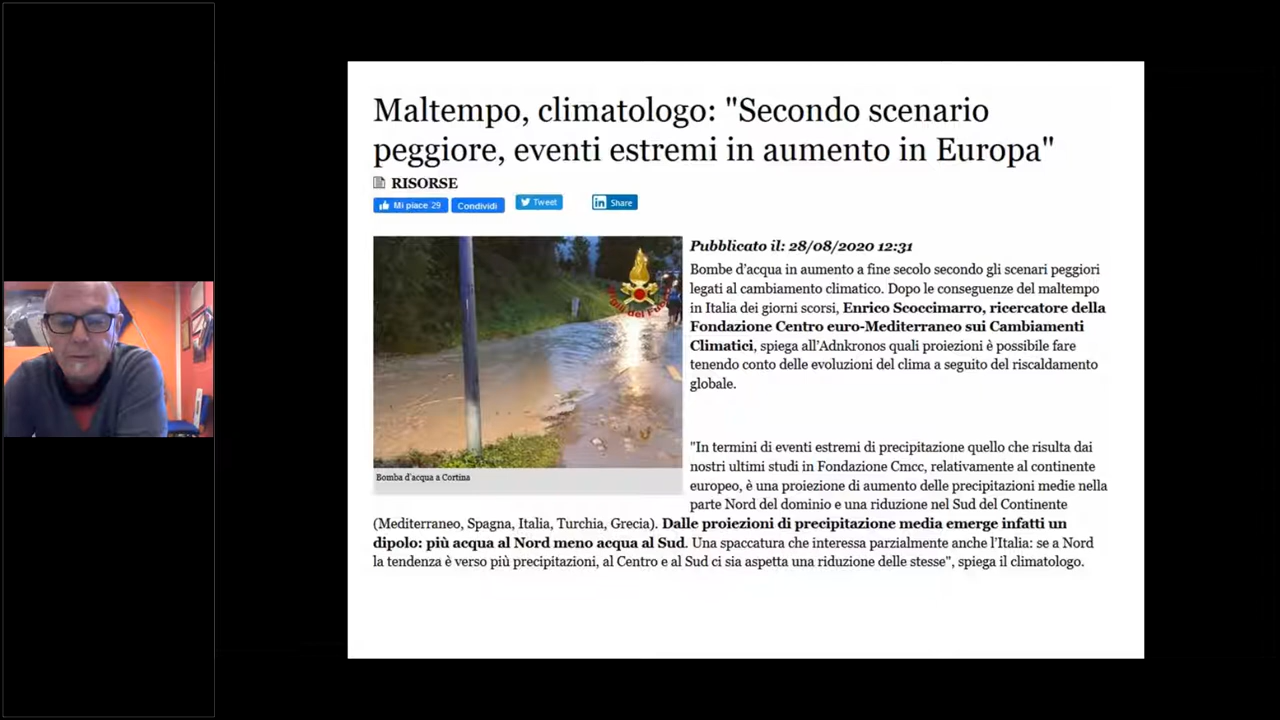 Maltempo, climatologo: "Secondo scenario
peggiore, eventi estremi in aumento in Europa"
RISORSE
Mi piace 29 Condividi Tweet in Share
Pubblicato il: 28/08/2020 12:31
Bombe d'acqua in aumento a fine secolo secondo gli scenari peggiori
legati al cambiamento climatico. Dopo le conseguenze del maltempo
in Italia dei giorni scorsi, Enrico Scoccimarro, ricercatore della
Fondazione Centro euro-Mediterraneo sui Cambiamenti
Climatici, spiega all'Adnkronos quali proiezioni è possibile fare
tenendo conto delle evoluzioni del clima a seguito del riscaldamento
globale.
Bomba d'acqua a Cortina
"In termini di eventi estremi di precipitazione quello che risulta dai
nostri ultimi studi in Fondazione Cmcc, relativamente al continente
europeo, è una proiezione di aumento delle precipitazioni medie nella
parte Nord del dominio e una riduzione nel Sud del Continente
(Mediterraneo, Spagna, Italia, Turchia, Grecia). Dalle proiezioni di precipitazione media emerge infatti un
dipolo: più acqua al Nord meno acqua al Sud. Una spaccatura che interessa parzialmente anche l'Italia: se a Nord
la tendenza è verso più precipitazioni, al Centro e al Sud ci sia aspetta una riduzione delle stesse", spiega il climatologo.